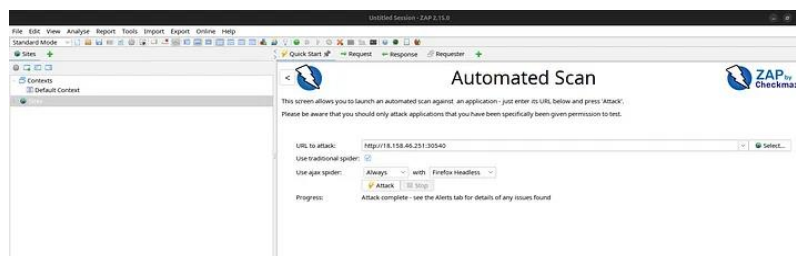 Untitled Session - ZAP 2.15.0
File Edit View Analyse Report Tools Import Export Online Help
Standard Mode
Sites
Quick Start
Request
Response
Requester
Contexts
Default Context
Sites
<
Automated Scan
ZAP by
Checkmar
This screen allows you to launch an automated scan against an application - just enter its URL below and press 'Attack'.
Please be aware that you should only attack applications that you have been specifically been given permission to test.
URL to attack: http://18.158.46.251:30540 Select...
Use traditional spider:
Use ajax spider: Always with Firefox Headless
Attack Stop
Progress: Attack complete - see the Alerts tab for details of any issues found